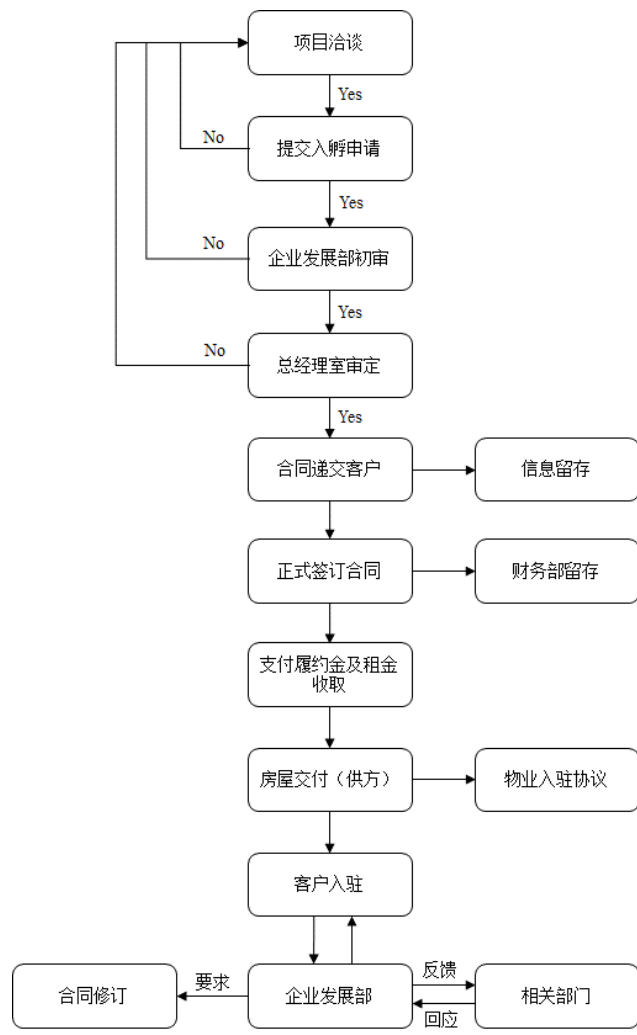 项目洽谈
Yes
No
提交入孵申请
Yes
No
企业发展部初审
Yes
No
总经理室审定
Yes
合同递交客户
信息留存
正式签订合同
财务部留存
支付履约金及租金
收取
房屋交付（供方）
物业入驻协议
客户入驻
合同修订
要求
企业发展部
反馈
回应
相关部门